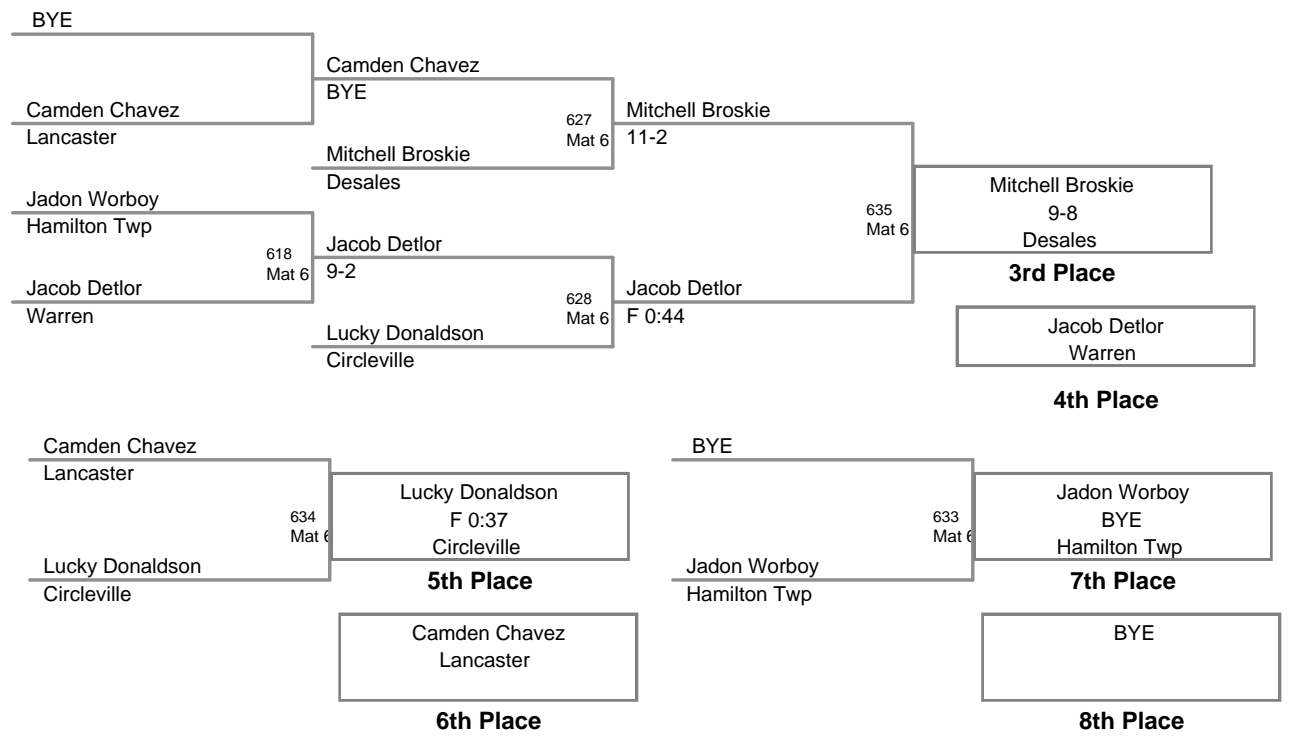 BYE
Camden Chavez
Lancaster
Jadon Worboy
Hamilton Twp
618
Mat 6
Jacob Detlor
Warren
Camden Chavez
BYE
627
Mat 6
Mitchell Broskie
Desales
Jacob Detlor
9-2
628
Mat 6
Lucky Donaldson
Circleville
Mitchell Broskie
11-2
635
Mat 6
Jacob Detlor
F 0:44
Mitchell Broskie
9-8
Desales
3rd Place
Jacob Detlor
Warren
4th Place
Camden Chavez
Lancaster
634
Mat 6
Lucky Donaldson
Circleville
Lucky Donaldson
F 0:37
Circleville
5th Place
Camden Chavez
Lancaster
6th Place
BYE
633
Mat 6
Jadon Worboy
Hamilton Twp
Jadon Worboy
BYE
Hamilton Twp
7th Place
BYE
8th Place